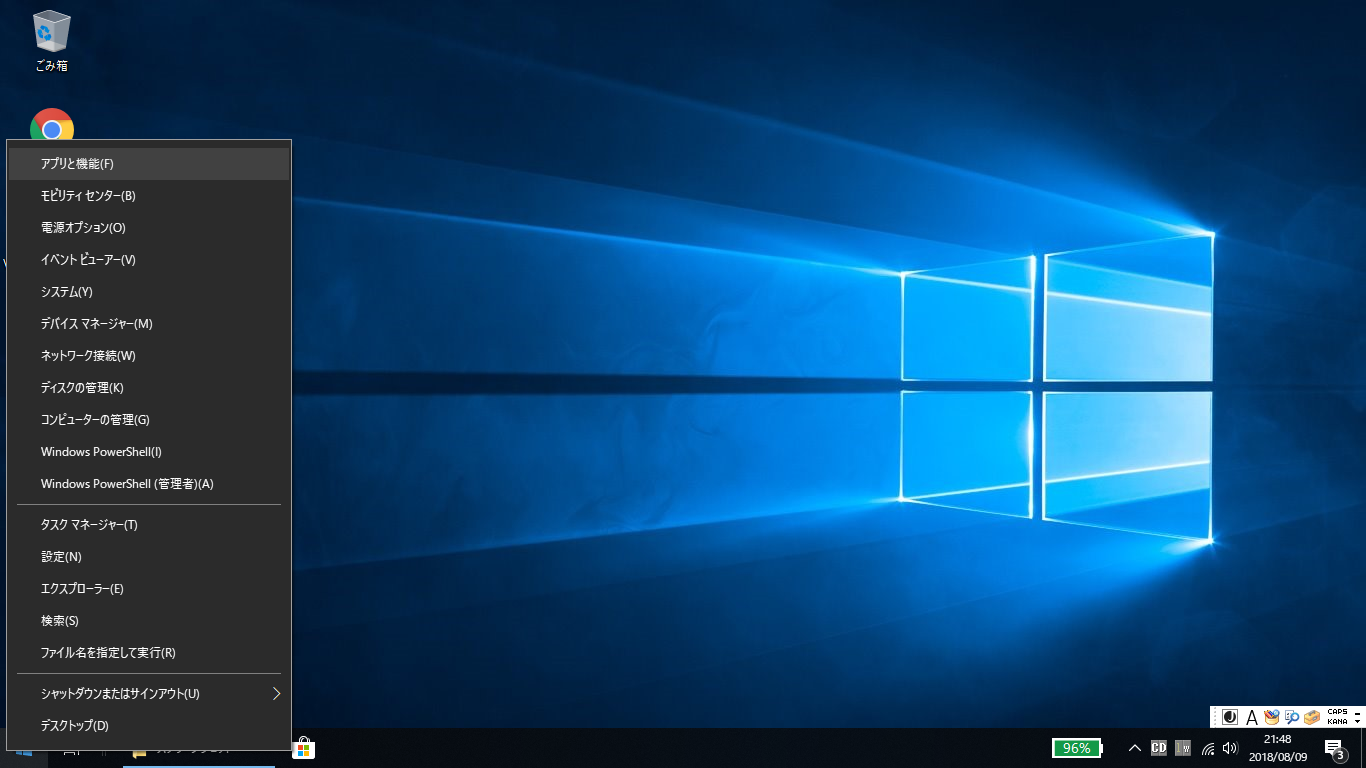 ごみ箱
アプリと機能(F)
モビリティ センター(B)
電源オプション(O)
イベント ビューアー(V)
システム(Y)
デバイス マネージャー(M)
ネットワーク接続(W)
ディスクの管理(K)
コンピューターの管理(G)
Windows PowerShell(I)
Windows PowerShell (管理者)(A)
タスク マネージャー(T)
設定(N)
エクスプローラー(E)
検索(S)
ファイル名を指定して実行(R)
シャットダウンまたはサインアウト(U)
デスクトップ(D)
A
CAPS
KANA
96%
CD
21:48
2018/08/09
3